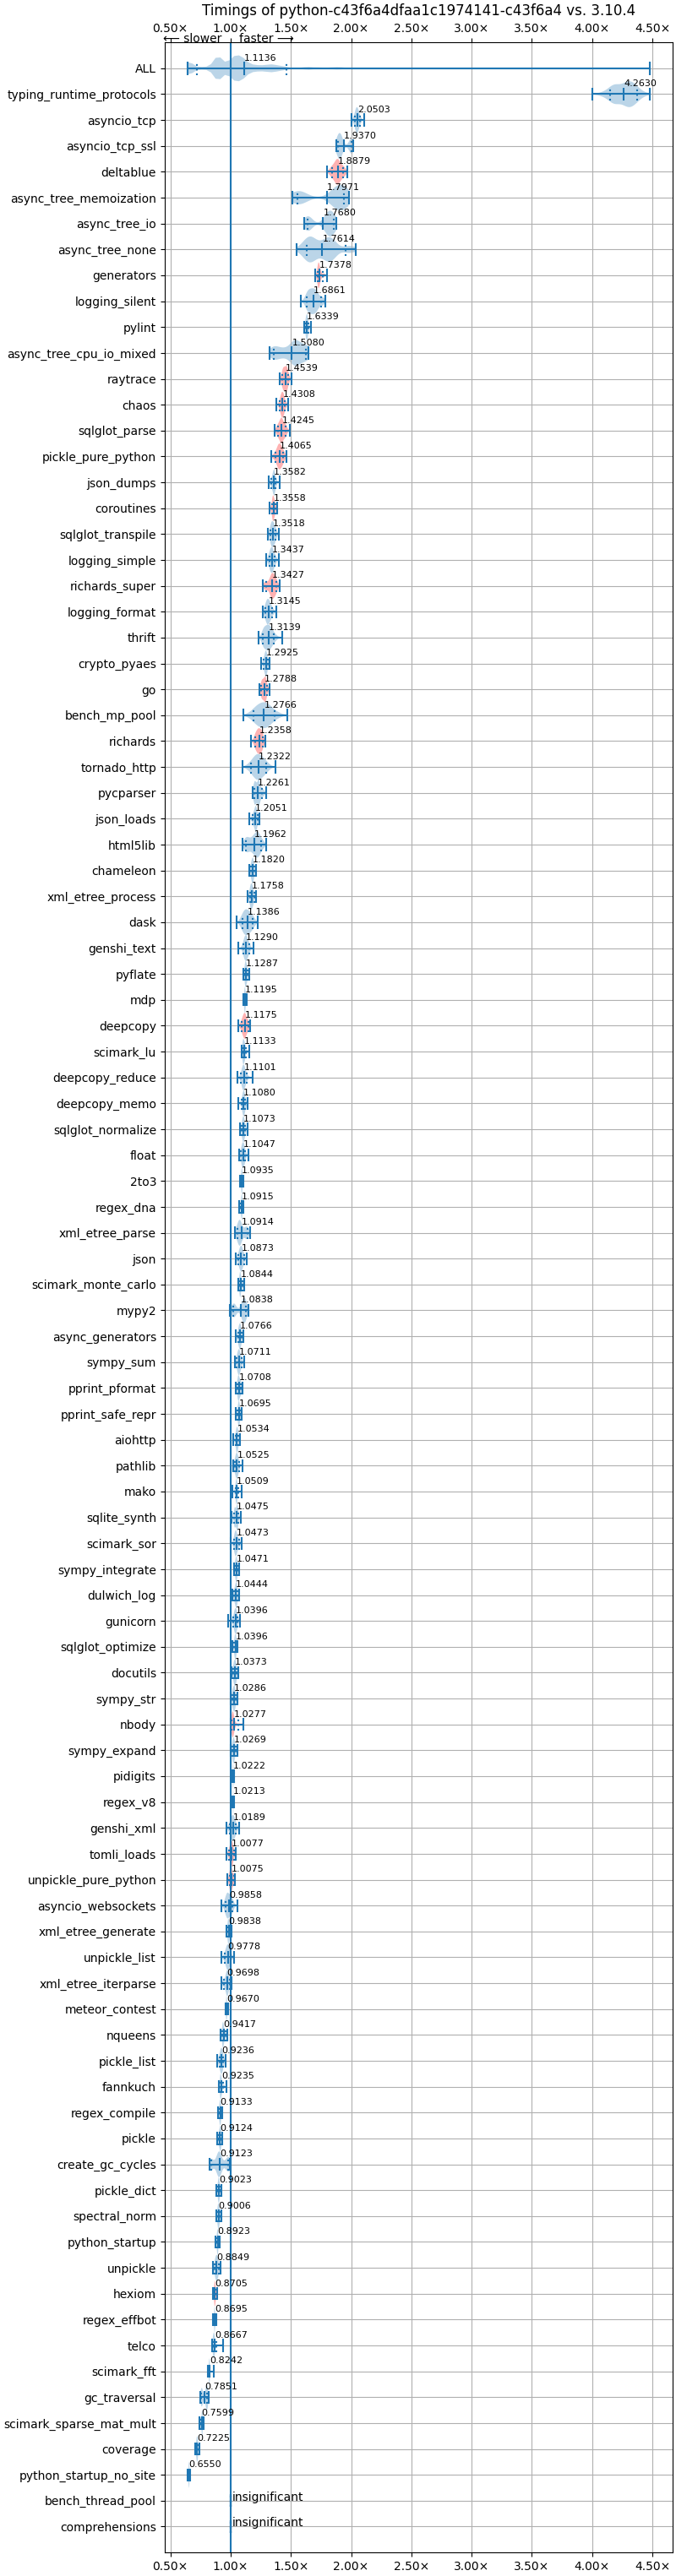 Timings of python-c43f6a4dfaa1c1974141-c43f6a4 vs. 3.10.4
0.50× 1.00× 1.50× 2.00× 2.50× 3.00× 3.50× 4.00× 4.50×
← slower faster →
ALL 1.1136
typing_runtime_protocols 4.2630
asyncio_tcp 2.0503
asyncio_tcp_ssl 1.9370
deltablue 1.8879
async_tree_memoization 1.7971
async_tree_io 1.7680
async_tree_none 1.7614
generators 1.7378
logging_silent 1.6861
pylint 1.6339
async_tree_cpu_io_mixed 1.5080
raytrace 1.4539
chaos 1.4308
sqlglot_parse 1.4245
pickle_pure_python 1.4065
json_dumps 1.3582
coroutines 1.3558
sqlglot_transpile 1.3518
logging_simple 1.3437
richards_super 1.3427
logging_format 1.3145
thrift 1.3139
crypto_pyaes 1.2925
go 1.2788
bench_mp_pool 1.2766
richards 1.2358
tornado_http 1.2322
pycparser 1.2261
json_loads 1.2051
html5lib 1.1962
chameleon 1.1820
xml_etree_process 1.1758
dask 1.1386
genshi_text 1.1290
pyflate 1.1287
mdp 1.1195
deepcopy 1.1175
scimark_lu 1.1133
deepcopy_reduce 1.1101
deepcopy_memo 1.1080
sqlglot_normalize 1.1073
float 1.1047
2to3 1.0935
regex_dna 1.0915
xml_etree_parse 1.0914
json 1.0873
scimark_monte_carlo 1.0844
mypy2 1.0838
async_generators 1.0766
sympy_sum 1.0711
pprint_pformat 1.0708
pprint_safe_repr 1.0695
aiohttp 1.0534
pathlib 1.0525
mako 1.0509
sqlite_synth 1.0475
scimark_sor 1.0473
sympy_integrate 1.0471
dulwich_log 1.0444
gunicorn 1.0396
sqlglot_optimize 1.0396
docutils 1.0373
sympy_str 1.0286
nbody 1.0277
sympy_expand 1.0269
pidigits 1.0222
regex_v8 1.0213
genshi_xml 1.0189
tomli_loads 1.0077
unpickle_pure_python 1.0075
asyncio_websockets 0.9858
xml_etree_generate 0.9838
unpickle_list 0.9778
xml_etree_iterparse 0.9698
meteor_contest 0.9670
nqueens 0.9417
pickle_list 0.9236
fannkuch 0.9235
regex_compile 0.9133
pickle 0.9124
create_gc_cycles 0.9123
pickle_dict 0.9023
spectral_norm 0.9006
python_startup 0.8923
unpickle 0.8849
hexiom 0.8705
regex_effbot 0.8695
telco 0.8667
scimark_fft 0.8242
gc_traversal 0.7851
scimark_sparse_mat_mult 0.7599
coverage 0.7225
python_startup_no_site 0.6550
bench_thread_pool insignificant
comprehensions insignificant
0.50× 1.00× 1.50× 2.00× 2.50× 3.00× 3.50× 4.00× 4.50×